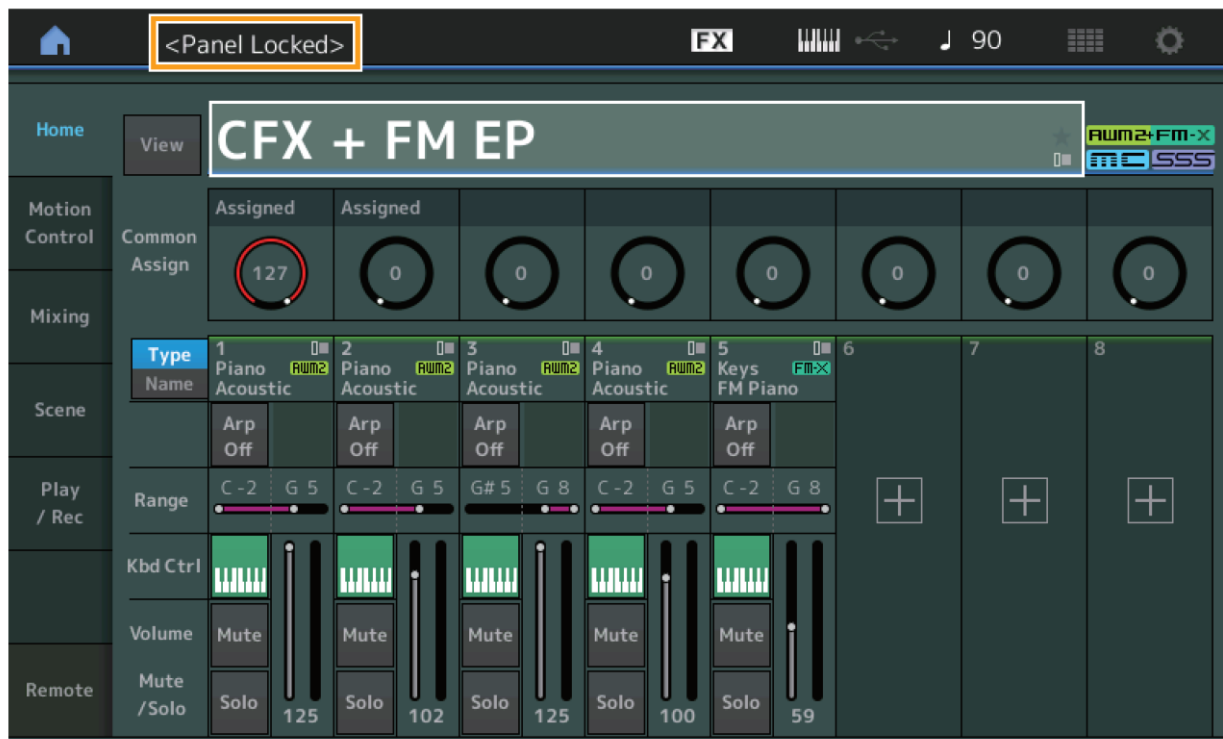 <Panel Locked>
FX
♩ 90
Home
View
CFX + FM EP
AWM2+FM-X
MC SSS
Motion
Control
Common
Assign
Assigned
127
Assigned
0
0
0
0
0
0
0
Mixing
Type
Name
1
Piano AWM2
Acoustic
2
Piano AWM2
Acoustic
3
Piano AWM2
Acoustic
4
Piano AWM2
Acoustic
5
Keys FM-X
FM Piano
6
7
8
Scene
Arp
Off
Arp
Off
Arp
Off
Arp
Off
Arp
Off
Play
/ Rec
Range
C -2 G 5
C -2 G 5
G# 5 G 8
C -2 G 5
C -2 G 8
Kbd Ctrl
Volume
Mute
Mute
Mute
Mute
Mute
Remote
Mute
/Solo
Solo
125
Solo
102
Solo
125
Solo
100
Solo
59